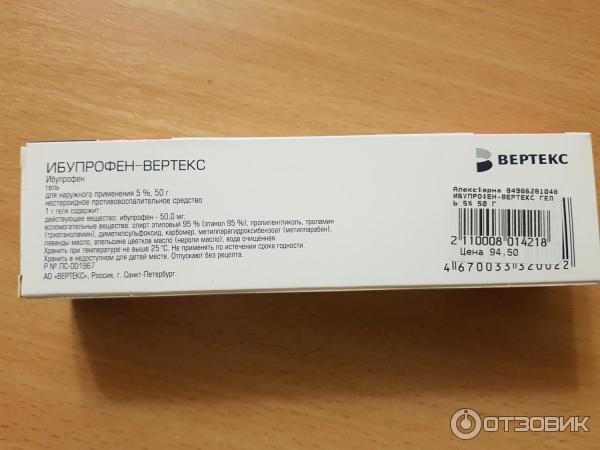 ИБУПРОФЕН-ВЕРТЕКС
Ибупрофен
гель
для наружного применения 5 %, 50 г
нестероидное противовоспалительное средство
1 г геля содержит:
действующее вещество: ибупрофен - 50,0 мг;
вспомогательные вещества: спирт этиловый 95 % (этанол 95 %), пропиленгликоль, троламин
(триэтаноламин), диметилсульфоксид, карбомер, метилпарагидроксибензоат (метилпарабен),
лаванды масло, апельсина цветков масло (нероли масло), вода очищенная.
Хранить при температуре не выше 25 °С. Не применять по истечении срока годности.
Хранить в недоступном для детей месте. Отпускают без рецепта.
Р № ЛС-001967
АО «ВЕРТЕКС», Россия, г. Санкт-Петербург.
ВЕРТЕКС
АлексФарма 84986281048
ИБУПРОФЕН-ВЕРТЕКС ГЕЛ
Ь 5% 50 Г
2 110008 014218
Цена 94,50
4 670033 320022
ОТЗОВИК